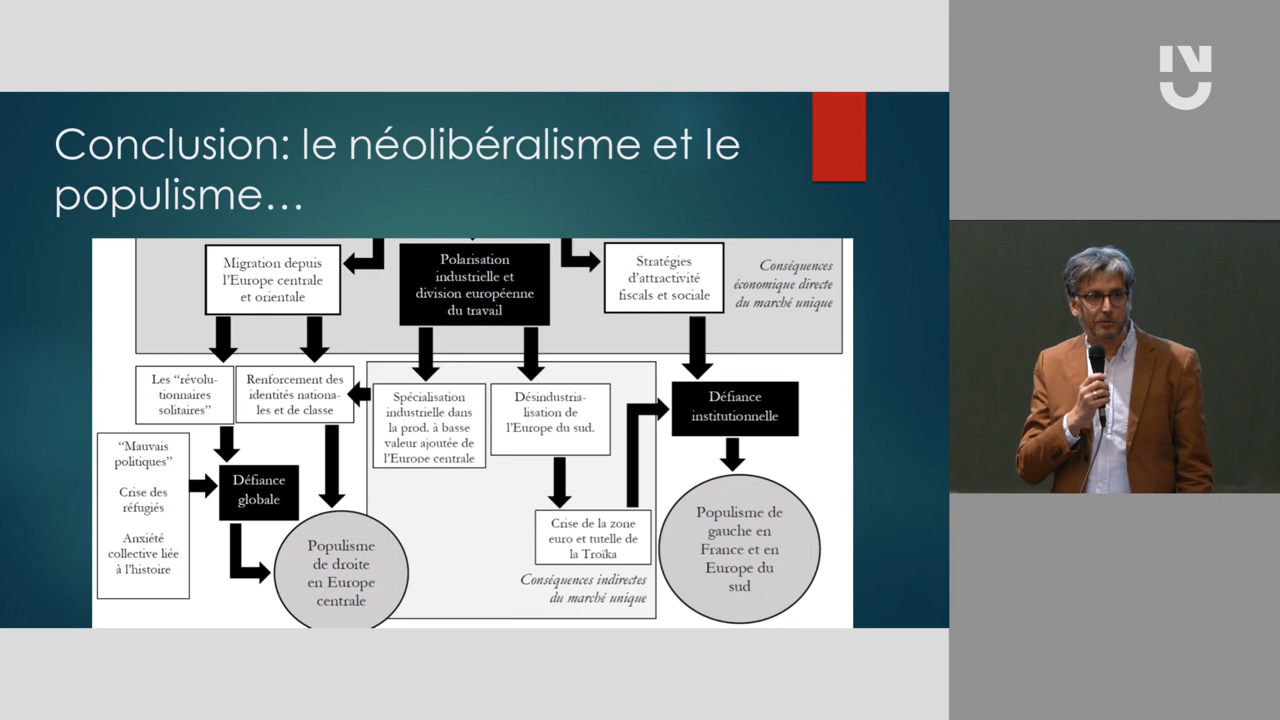 Conclusion: le néolibéralisme et le
populisme…
Migration depuis
l'Europe centrale
et orientale
Polarisation
industrielle et
division européenne
du travail
Stratégies
d'attractivité
fiscals et sociale
Conséquences
économique directe
du marché unique
Les “révolu-
tionnaires
solitaires”
Renforcement des
identités nationa-
les et de classe
Spécialisation
industrielle dans
la prod. à basse
valeur ajoutée de
l'Europe centrale
Désindustria-
lisation de
l'Europe du sud.
Défiance
institutionnelle
“Mauvais
politiques”
Crise des
réfugiés
Anxiété
collective liée
à l'histoire
Défiance
globale
Populisme
de droite
en Europe
centrale
Crise de la zone
euro et tutelle de
la Troïka
Conséquences indirectes
du marché unique
Populisme de
gauche en
France et en
Europe du
sud